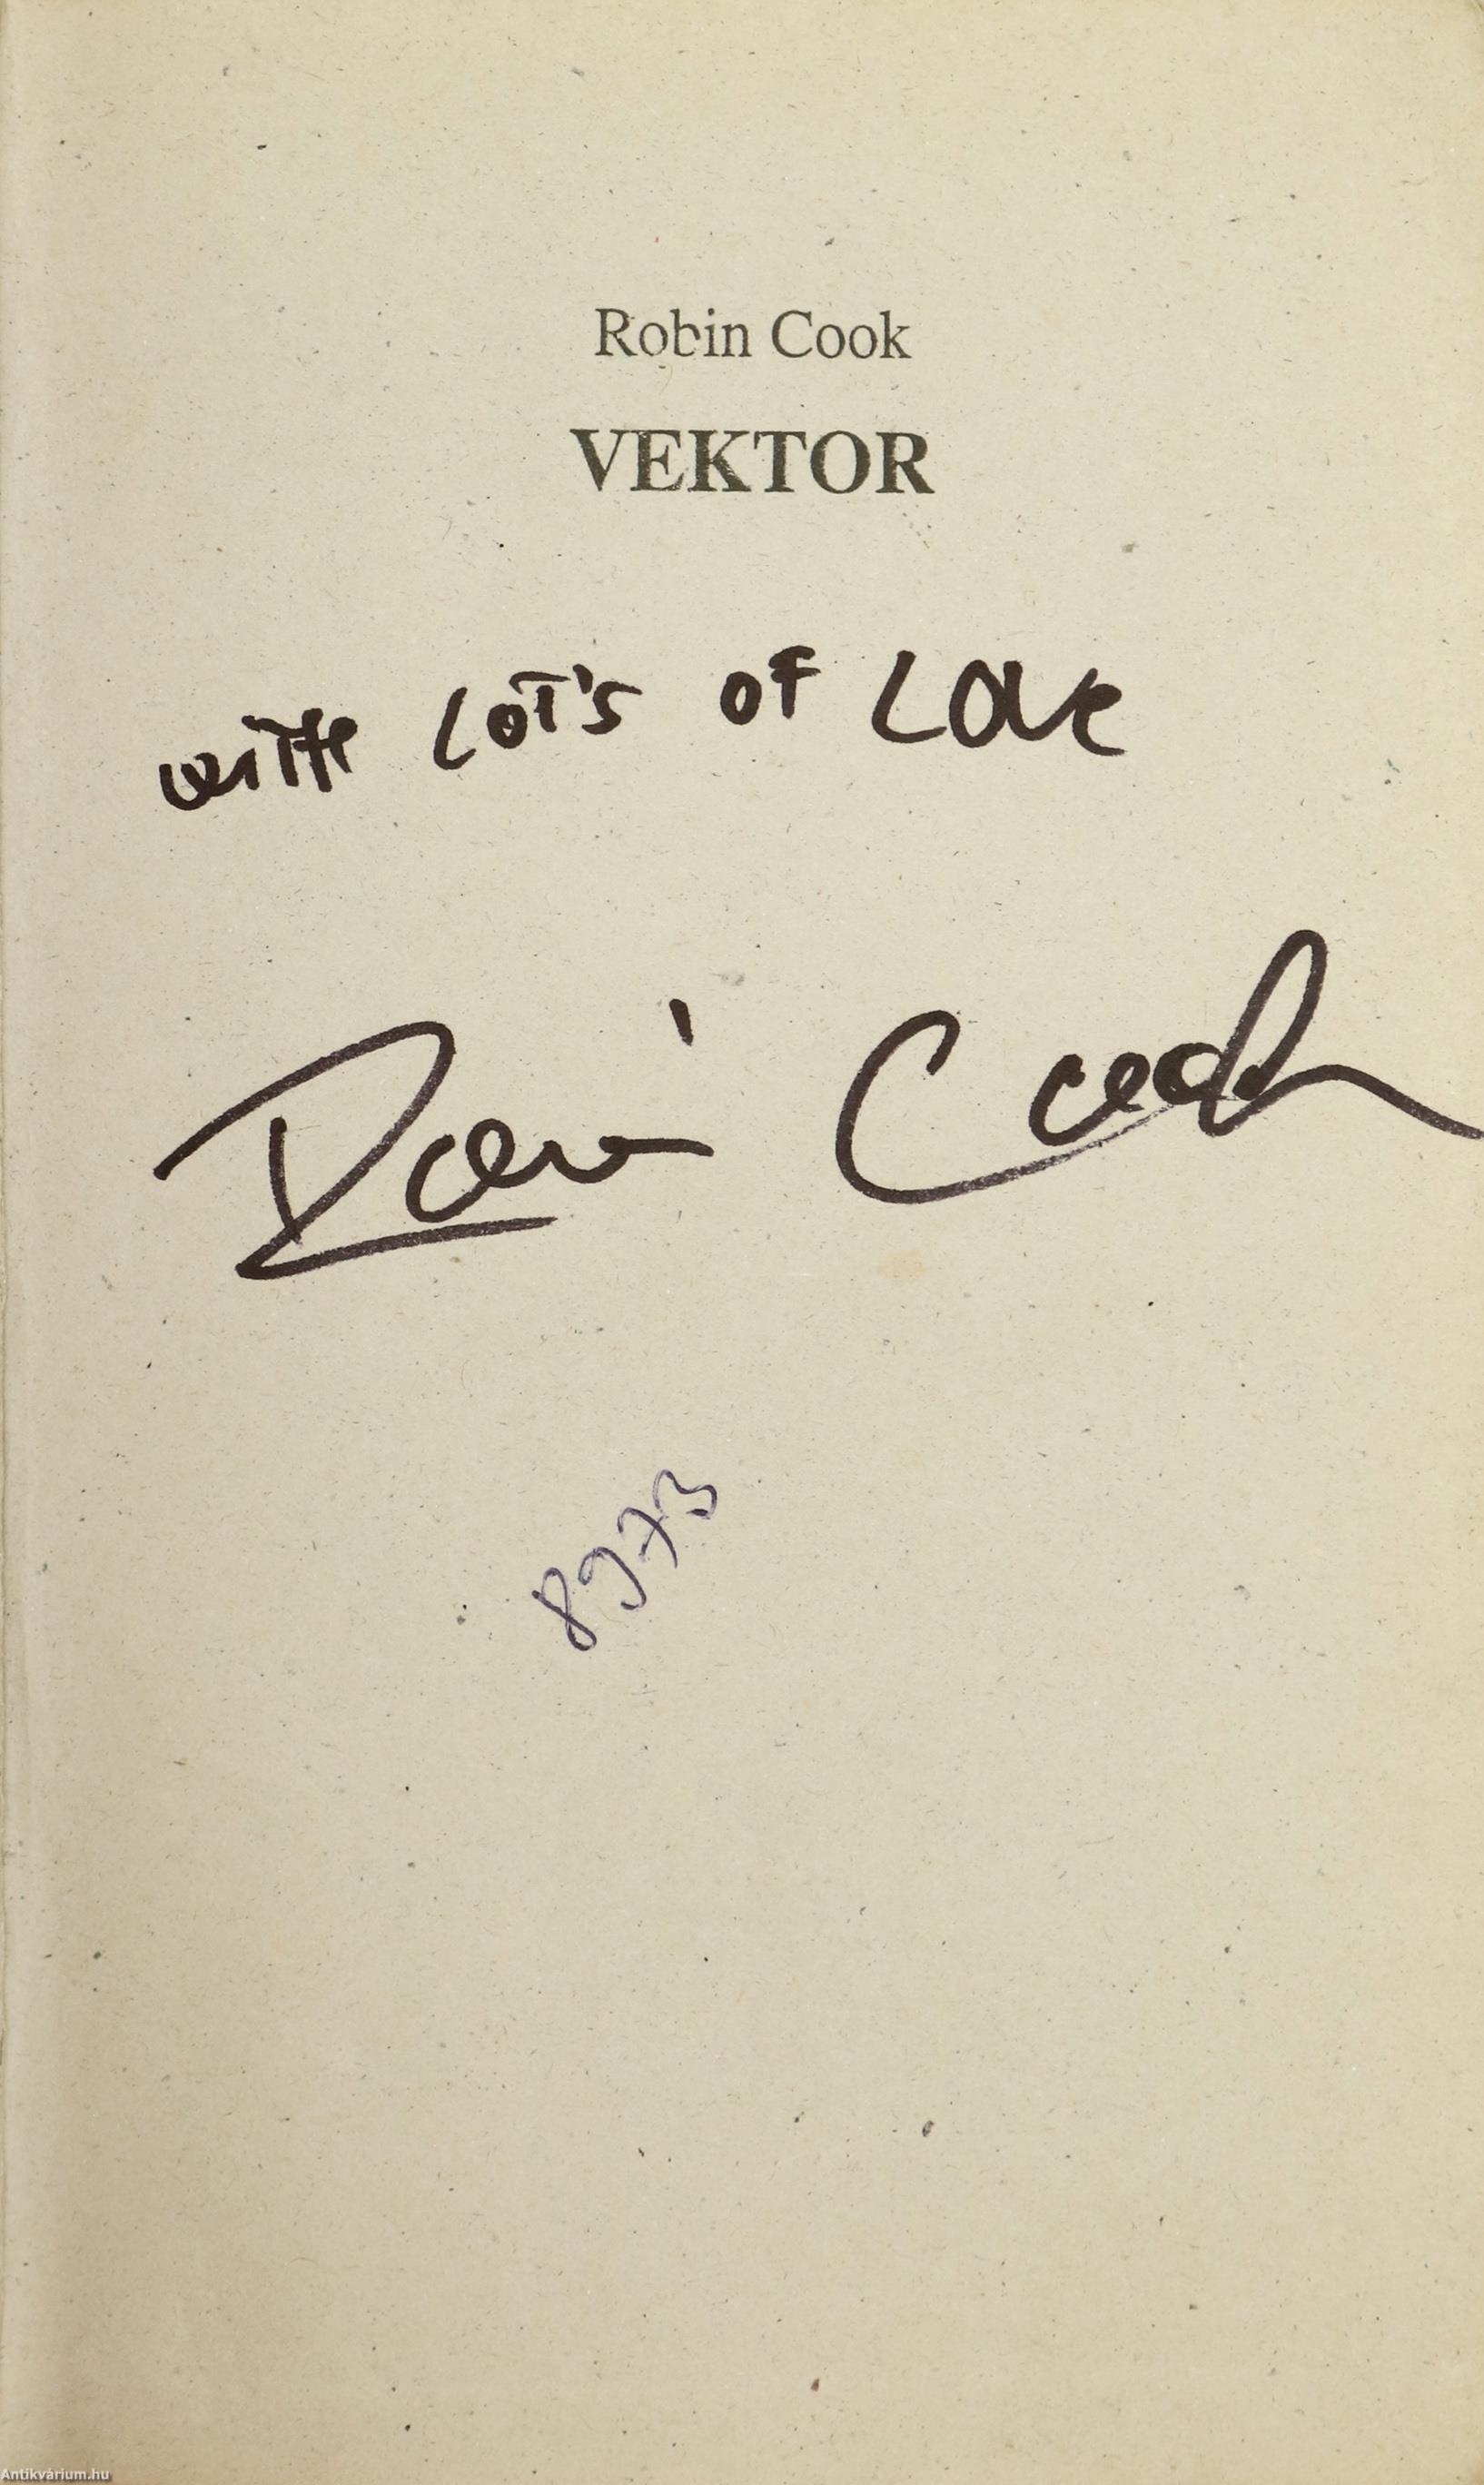 Robin Cook
VEKTOR
with LOT'S OF LOVE
8973
Antikvárium.hu